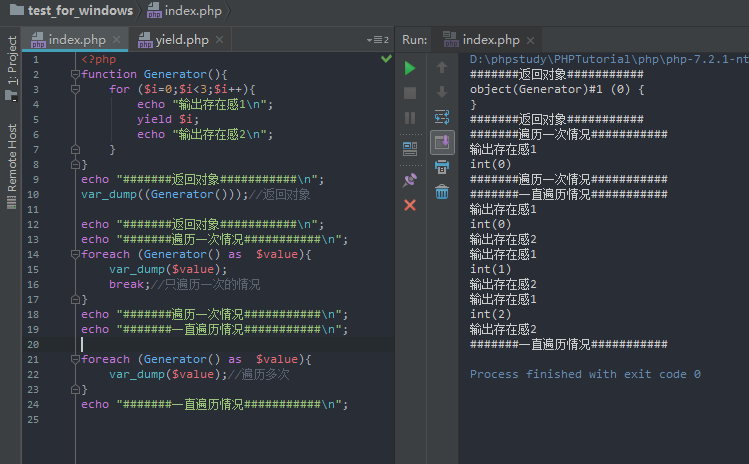 test_for_windows index.php
1: Project
Remote Host
index.php × yield.php × 2
1 <?php
2 function Generator(){
3 for ($i=0;$i<3;$i++){
4 echo "输出存在感1\n";
5 yield $i;
6 echo "输出存在感2\n";
7 }
8 }
9 echo "#######返回对象###########\n";
10 var_dump((Generator()));//返回对象
11
12 echo "#######返回对象###########\n";
13 echo "#######遍历一次情况###########\n";
14 foreach (Generator() as  $value){
15 var_dump($value);
16 break;//只遍历一次的情况
17 }
18 echo "#######遍历一次情况###########\n";
19 echo "#######一直遍历情况###########\n";
20
21 foreach (Generator() as  $value){
22 var_dump($value);//遍历多次
23 }
24 echo "#######一直遍历情况###########\n";
25
Run: index.php ×
D:\phpstudy\PHPTutorial\php\php-7.2.1-nt
#######返回对象###########
object(Generator)#1 (0) {
}
#######返回对象###########
#######遍历一次情况###########
输出存在感1
int(0)
#######遍历一次情况###########
#######一直遍历情况###########
输出存在感1
int(0)
输出存在感2
输出存在感1
int(1)
输出存在感2
输出存在感1
int(2)
输出存在感2
#######一直遍历情况###########
Process finished with exit code 0